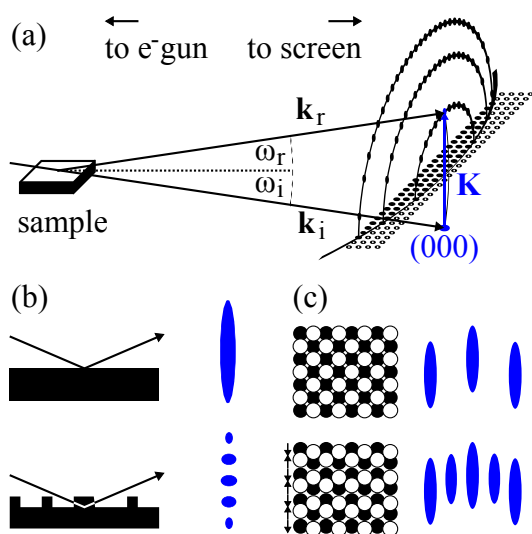 (a)
to e⁻gun to screen
k_r
ω_r
ω_i
K
sample
k_i
(000)
(b) (c)